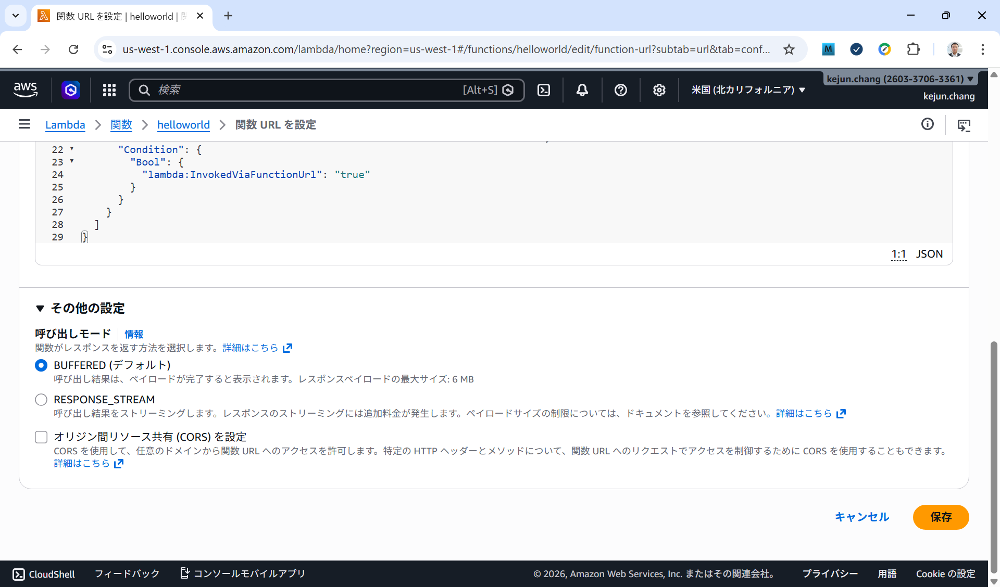 関数 URL を設定 | helloworld |
us-west-1.console.aws.amazon.com/lambda/home?region=us-west-1#/functions/helloworld/edit/function-url?subtab=url&tab=conf...
M
aws
検索
[Alt+S]
米国 (北カリフォルニア) ▼
kejun.chang (2603-3706-3361) ▼
kejun.chang
Lambda > 関数 > helloworld > 関数 URL を設定
22 "Condition": {
23 "Bool": {
24 "lambda:InvokedViaFunctionUrl": "true"
25 }
26 }
27 }
28 ]
29 }
1:1 JSON
▼ その他の設定
呼び出しモード 情報
関数がレスポンスを返す方法を選択します。詳細はこちら
BUFFERED (デフォルト)
呼び出し結果は、ペイロードが完了すると表示されます。レスポンスペイロードの最大サイズ: 6 MB
RESPONSE_STREAM
呼び出し結果をストリーミングします。レスポンスのストリーミングには追加料金が発生します。ペイロードサイズの制限については、ドキュメントを参照してください。詳細はこちら
オリジン間リソース共有 (CORS) を設定
CORS を使用して、任意のドメインから関数 URL へのアクセスを許可します。特定の HTTP ヘッダーとメソッドについて、関数 URL へのリクエストでアクセスを制御するために CORS を使用することもできます。
詳細はこちら
キャンセル
保存
CloudShell
フィードバック
コンソールモバイルアプリ
© 2026, Amazon Web Services, Inc. またはその関連会社。
プライバシー
用語
Cookie の設定